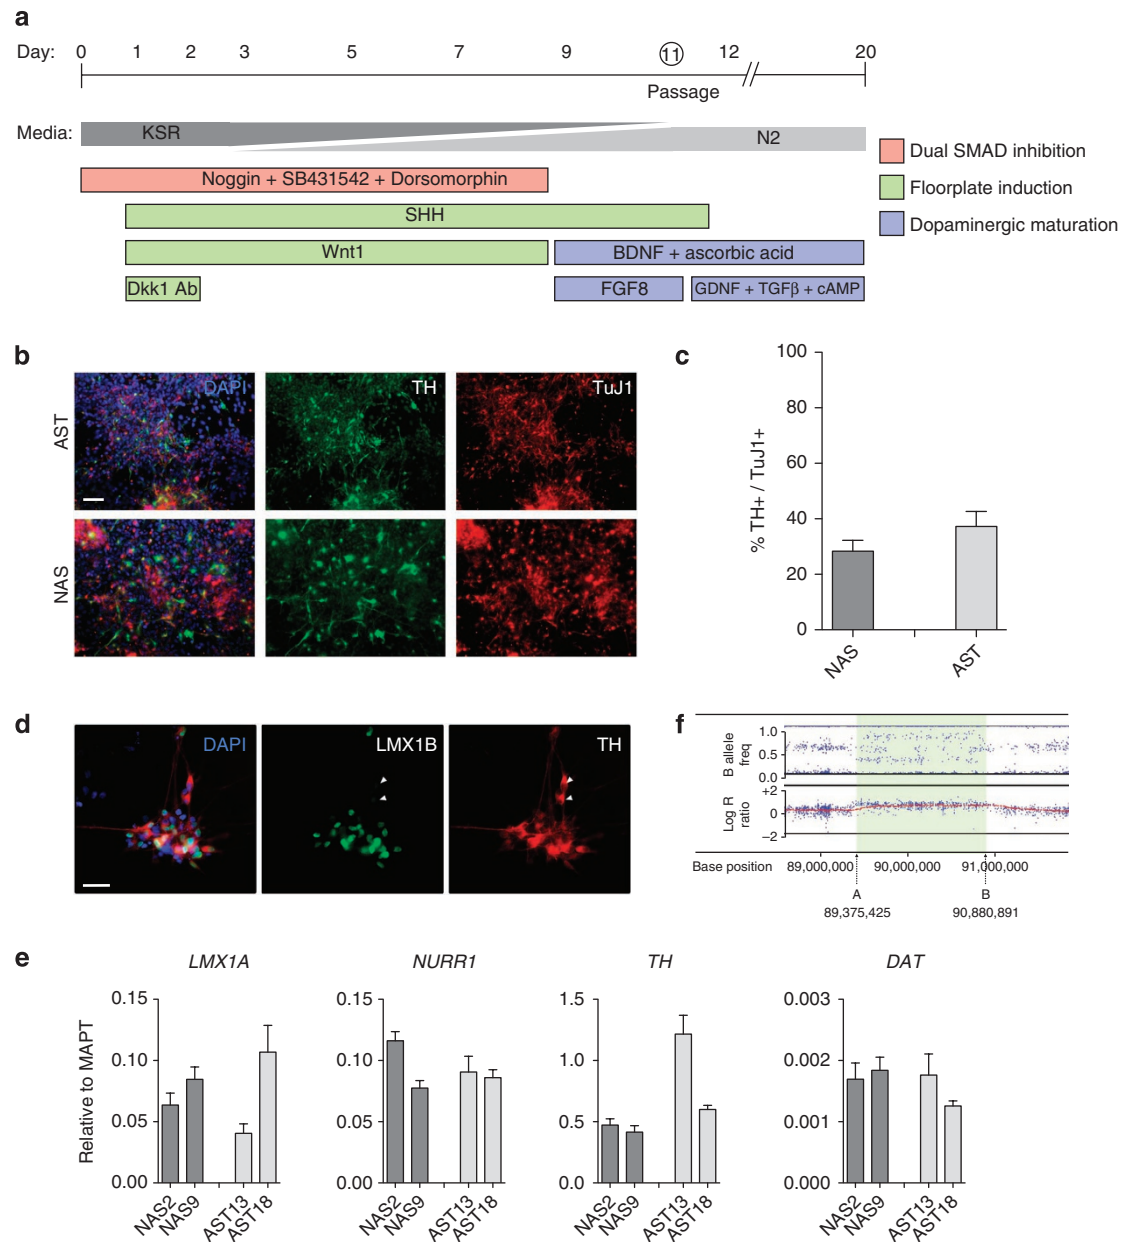 a
Day: 0 1 2 3 5 7 9 11 12 20
Passage
Media: KSR N2
Noggin + SB431542 + Dorsomorphin
SHH
Wnt1
BDNF + ascorbic acid
Dkk1 Ab
FGF8
GDNF + TGFβ + cAMP
Dual SMAD inhibition
Floorplate induction
Dopaminergic maturation
b
DAPI TH TuJ1
AST
NAS
c
% TH+ / TuJ1+
100
80
60
40
20
0
NAS AST
d
DAPI LMX1B TH
f
B allele
freq
1.0
0.5
0.0
Log R
ratio
+2
0
−2
Base position 89,000,000 90,000,000 91,000,000
A B
89,375,425 90,880,891
e
Relative to MAPT
LMX1A
0.15
0.10
0.05
0.00
NAS2 NAS9 AST13 AST18
NURR1
0.15
0.10
0.05
0.00
NAS2 NAS9 AST13 AST18
TH
1.5
1.0
0.5
0.0
NAS2 NAS9 AST13 AST18
DAT
0.003
0.002
0.001
0.000
NAS2 NAS9 AST13 AST18